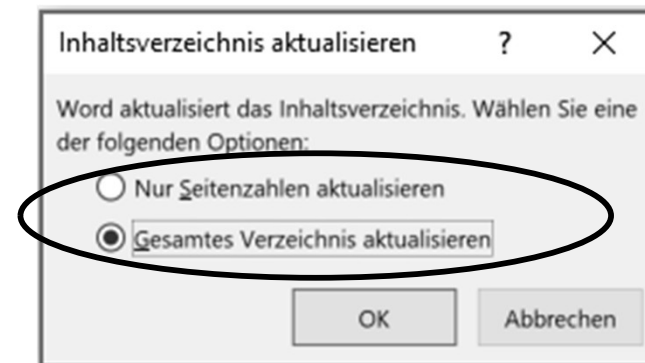 Inhaltsverzeichnis aktualisieren ? ×
Word aktualisiert das Inhaltsverzeichnis. Wählen Sie eine
der folgenden Optionen:
Nur Seitenzahlen aktualisieren
Gesamtes Verzeichnis aktualisieren
OK Abbrechen